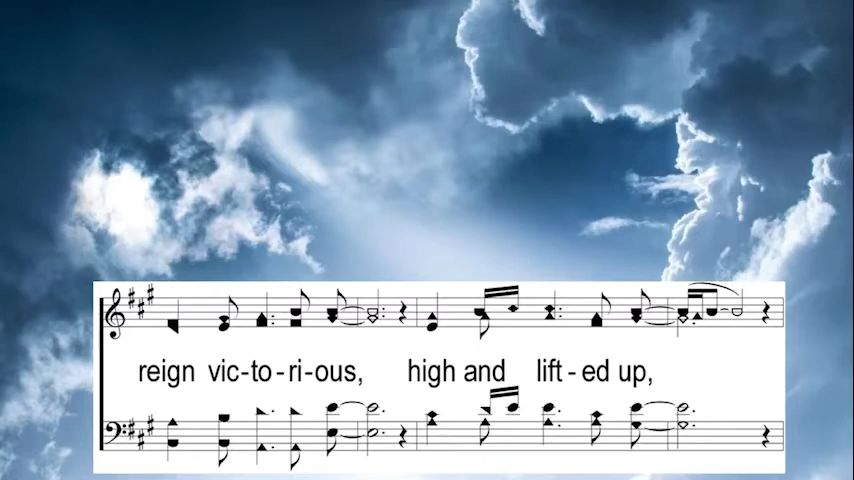 reign vic-to-ri-ous, high and lift-ed up,